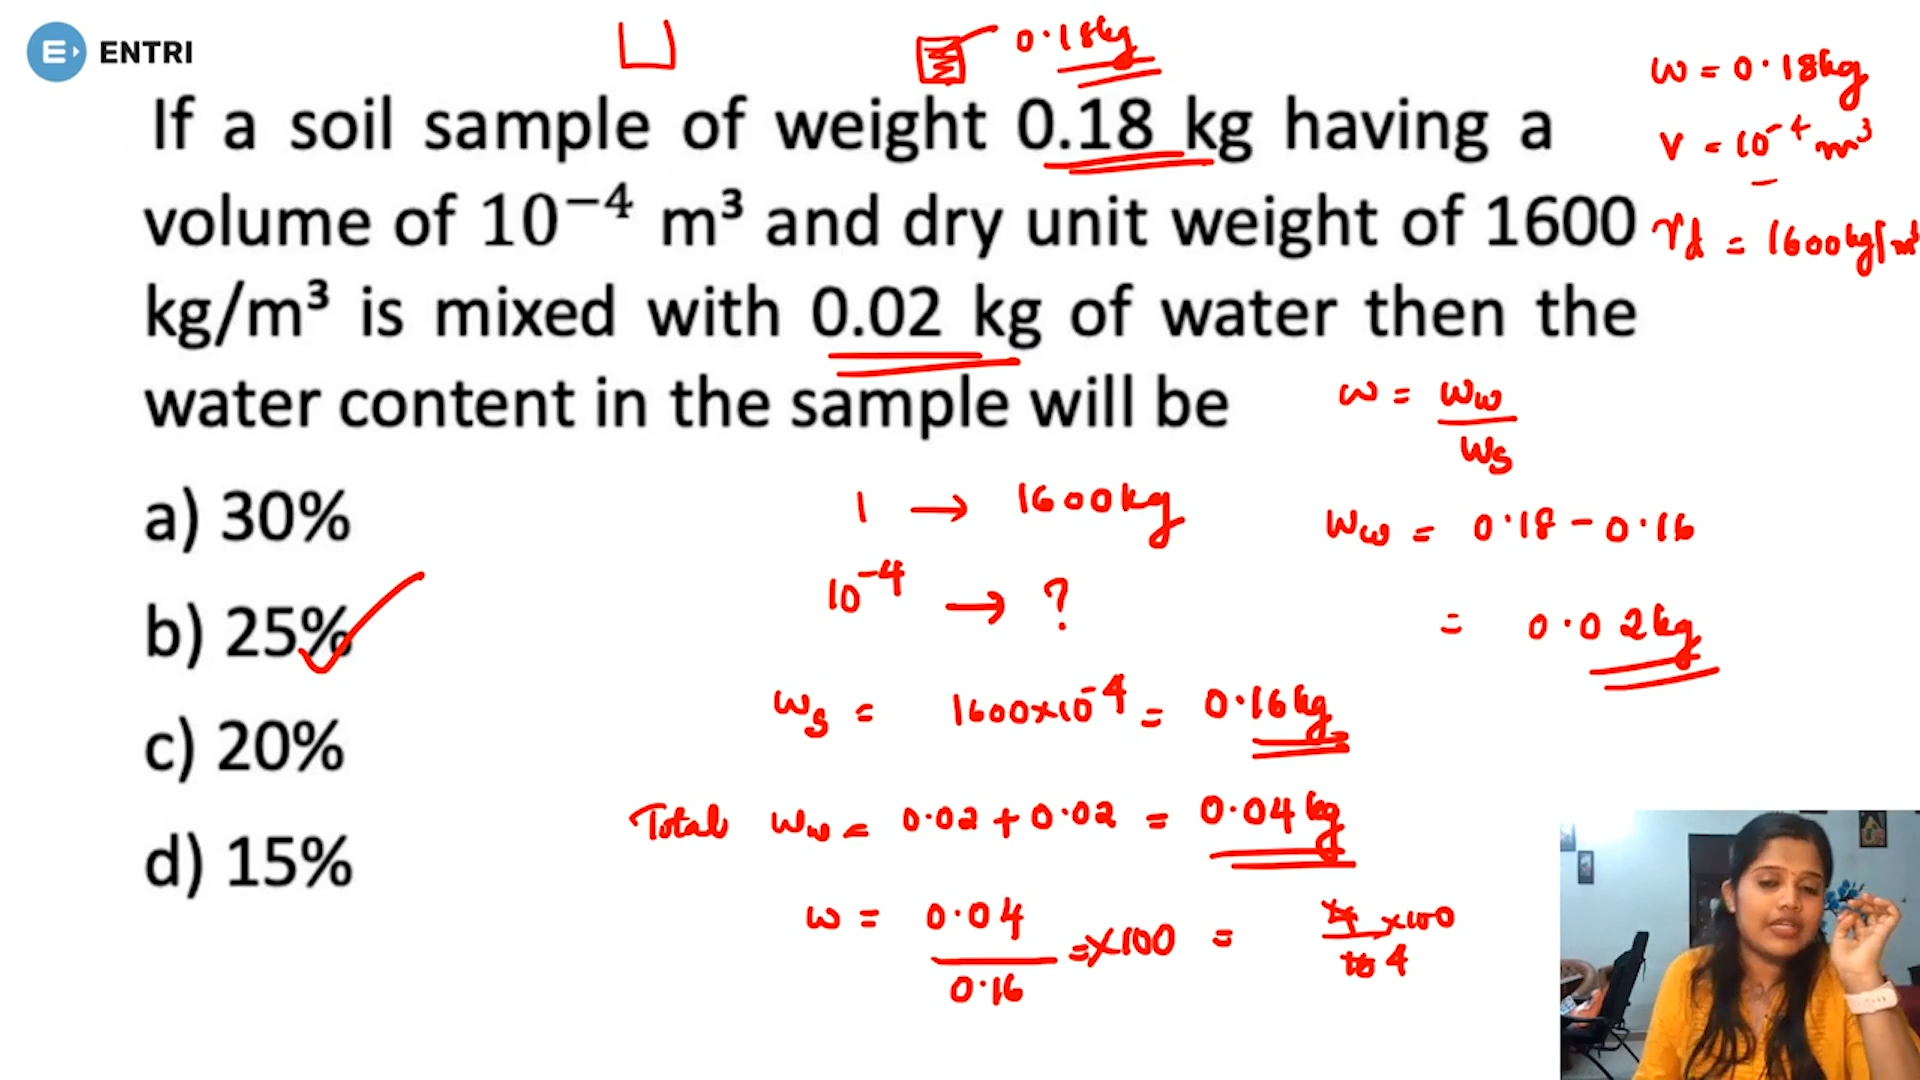 ENTRI
0.18kg
w = 0.18kg
If a soil sample of weight 0.18 kg having a
v = 10⁻⁴ m³
volume of 10⁻⁴ m³ and dry unit weight of 1600
γd = 1600kg/m³
kg/m³ is mixed with 0.02 kg of water then the
water content in the sample will be
w = Ww
Ws
a) 30%
1 → 1600kg
Ww = 0.18 - 0.16
10⁻⁴ → ?
b) 25%
= 0.02kg
Ws = 1600×10⁻⁴ = 0.16kg
c) 20%
Total Ww = 0.02 + 0.02 = 0.04kg
d) 15%
w = 0.04 = ×100 = 4 ×100
0.16 16 4